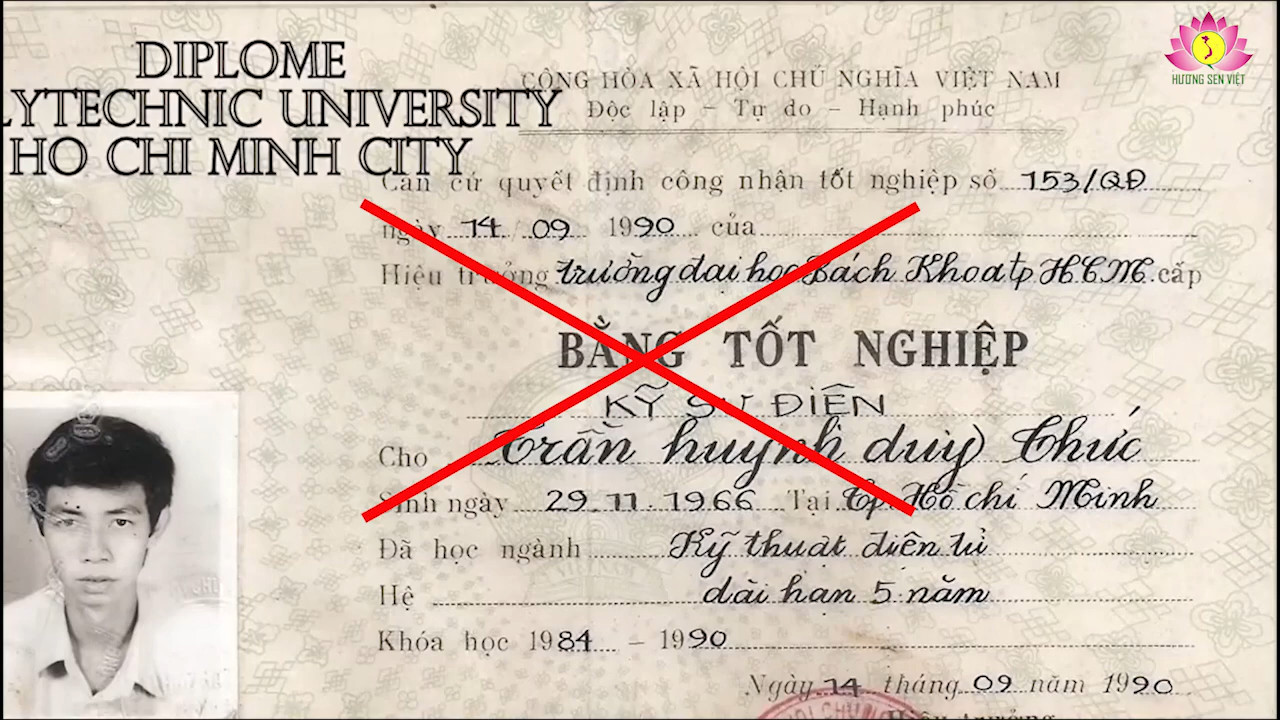 DIPLOME
LYTECHNIC UNIVERSITY
HO CHI MINH CITY
HƯƠNG SEN VIỆT
CỘNG HÒA XÃ HỘI CHỦ NGHĨA VIỆT NAM
Độc lập - Tự do - Hạnh phúc
Căn cứ quyết định công nhận tốt nghiệp số 153/QĐ
ngày 14 09 1990 của
Hiệu trưởng trường đại học Bách Khoa tp HCM cấp
BẰNG TỐT NGHIỆP
KỸ SƯ ĐIỆN
Cho Trần huỳnh duy Thức
Sinh ngày 29.11.1966 Tại Tp Hồ chí Minh
Đã học ngành Kỹ thuật điện tử
Hệ dài hạn 5 năm
Khóa học 1984 - 1990
Ngày 14 tháng 09 năm 1990
Hiệu trưởng